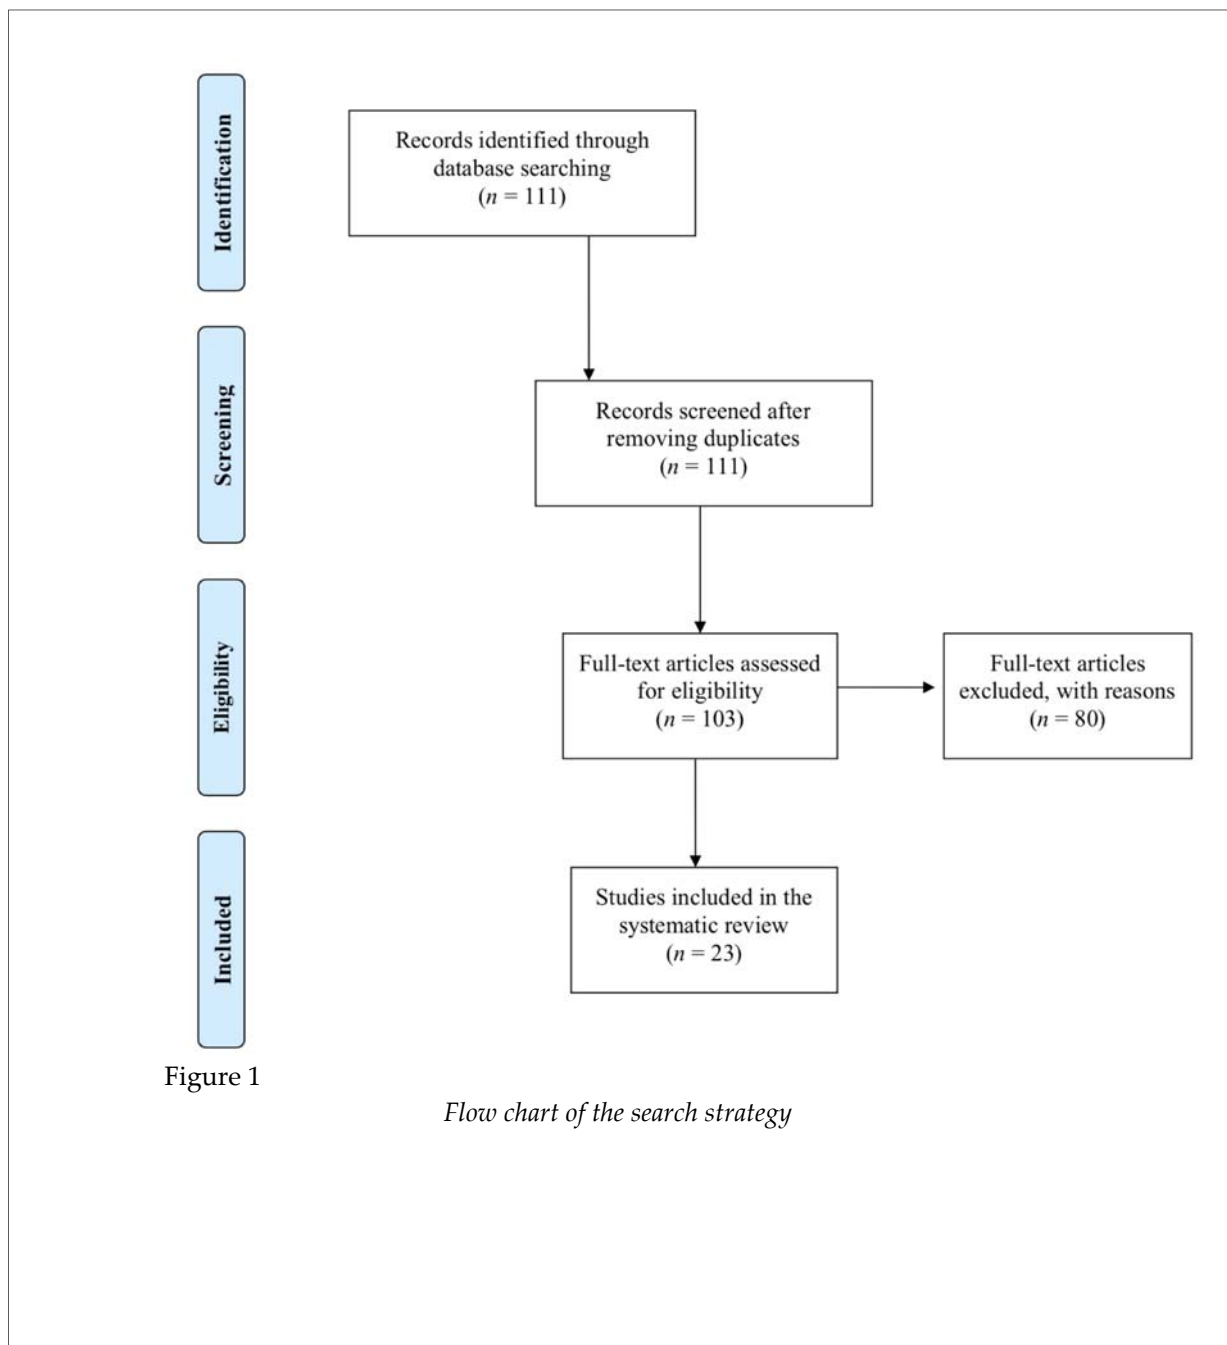 Identification
Records identified through
database searching
(n = 111)
Screening
Records screened after
removing duplicates
(n = 111)
Eligibility
Full-text articles assessed
for eligibility
(n = 103)
Full-text articles
excluded, with reasons
(n = 80)
Included
Studies included in the
systematic review
(n = 23)
Figure 1
Flow chart of the search strategy